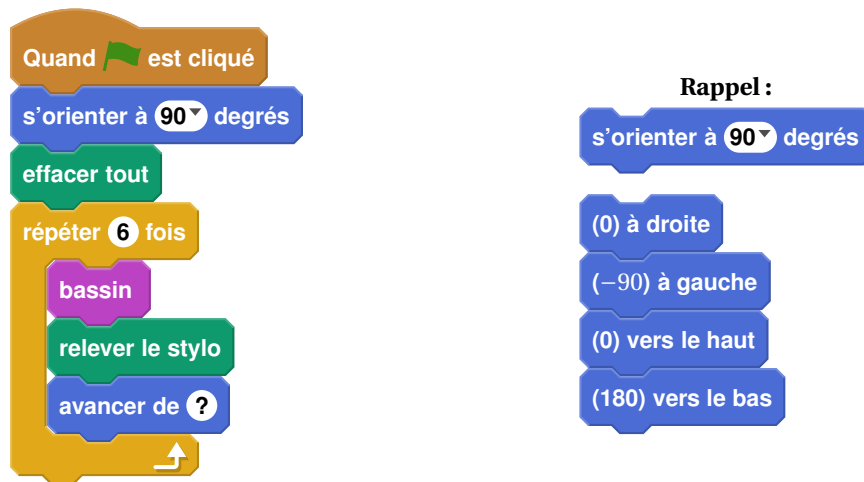 Quand est cliqué
s'orienter à 90 degrés
effacer tout
répéter 6 fois
bassin
relever le stylo
avancer de ?
Rappel :
s'orienter à 90 degrés
(0) à droite
(−90) à gauche
(0) vers le haut
(180) vers le bas